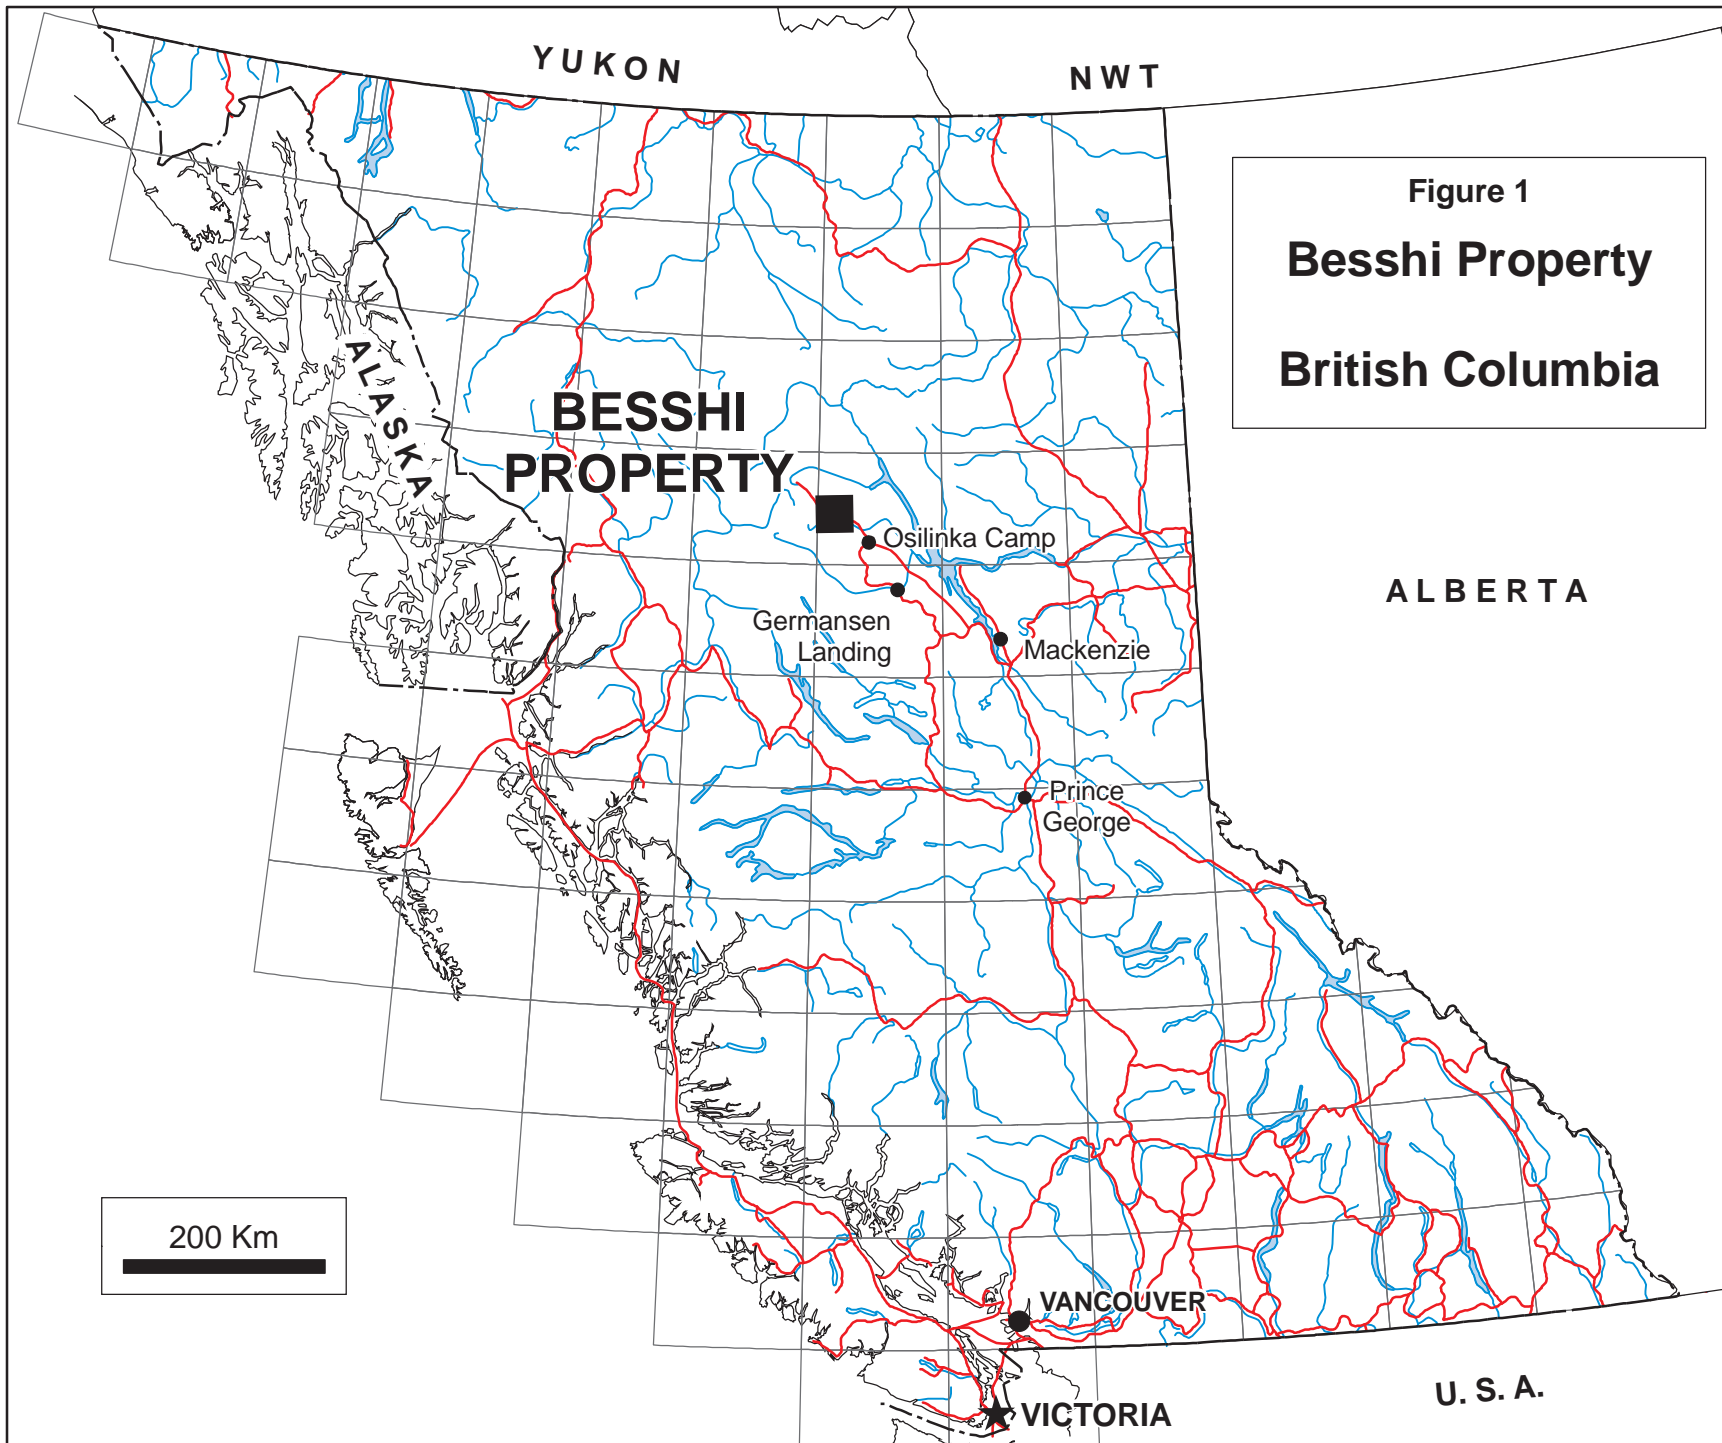 YUKON
NWT
Figure 1
Besshi Property
British Columbia
ALASKA
BESSHI
PROPERTY
Osilinka Camp
ALBERTA
Germansen
Landing
Mackenzie
Prince
George
200 Km
VANCOUVER
U. S. A.
VICTORIA